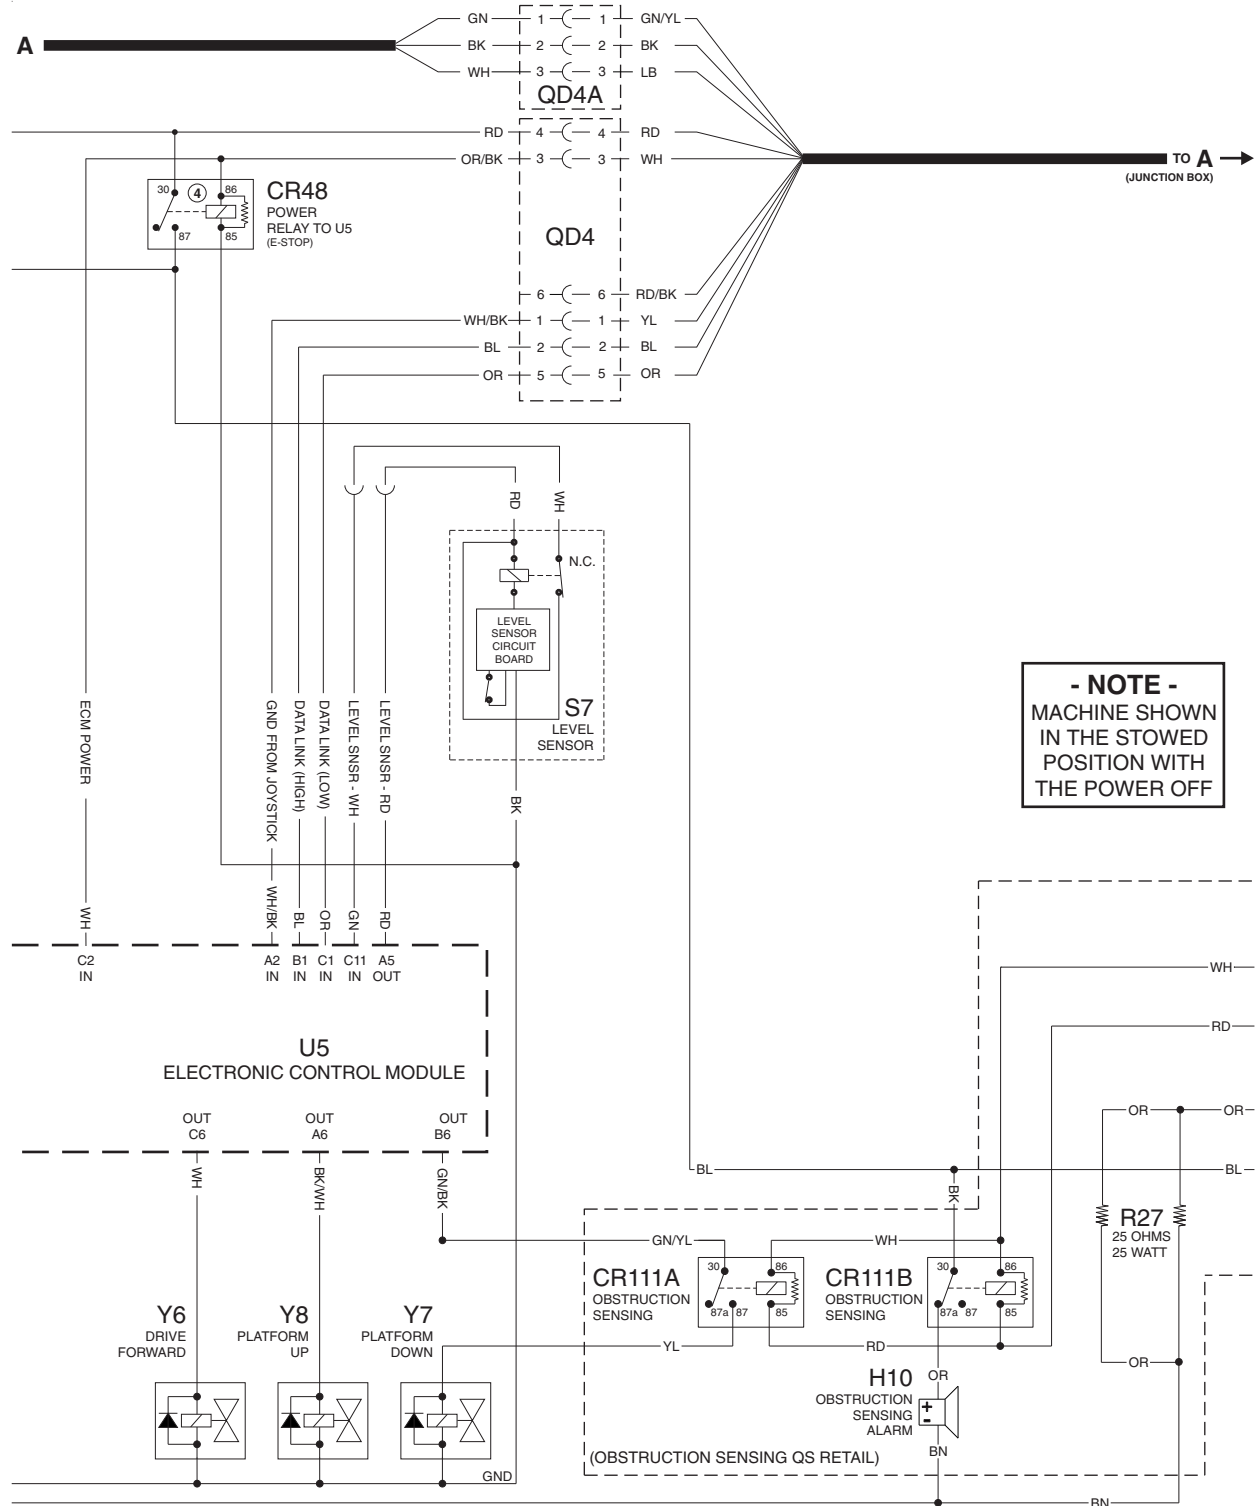 A
GN 1 1 GN/YL
BK 2 2 BK
WH 3 3 LB
QD4A
RD 4 4 RD
OR/BK 3 3 WH
TO A
(JUNCTION BOX)
30 4 86
87 85
CR48
POWER
RELAY TO U5
(E-STOP)
QD4
6 6 RD/BK
WH/BK 1 1 YL
BL 2 2 BL
OR 5 5 OR
RD
WH
N.C.
LEVEL
SENSOR
CIRCUIT
BOARD
S7
LEVEL
SENSOR
BK
- NOTE -
MACHINE SHOWN
IN THE STOWED
POSITION WITH
THE POWER OFF
ECM POWER
GND FROM JOYSTICK
DATA LINK (HIGH)
DATA LINK (LOW)
LEVEL SNSR - WH
LEVEL SNSR - RD
WH
WH/BK
BL
OR
GN
RD
C2
IN
A2
IN
B1
IN
C1
IN
C11
IN
A5
OUT
U5
ELECTRONIC CONTROL MODULE
OUT
C6
OUT
A6
OUT
B6
WH
BK/WH
GN/BK
WH
RD
OR OR
BL BL
BK
R27
25 OHMS
25 WATT
OR
GN/YL
WH
CR111A
OBSTRUCTION
SENSING
30 86
87a 87 85
CR111B
OBSTRUCTION
SENSING
30 86
87a 87 85
YL
RD
Y6
DRIVE
FORWARD
Y8
PLATFORM
UP
Y7
PLATFORM
DOWN
H10
OBSTRUCTION
SENSING
ALARM
OR
+
-
BN
(OBSTRUCTION SENSING QS RETAIL)
GND
BN